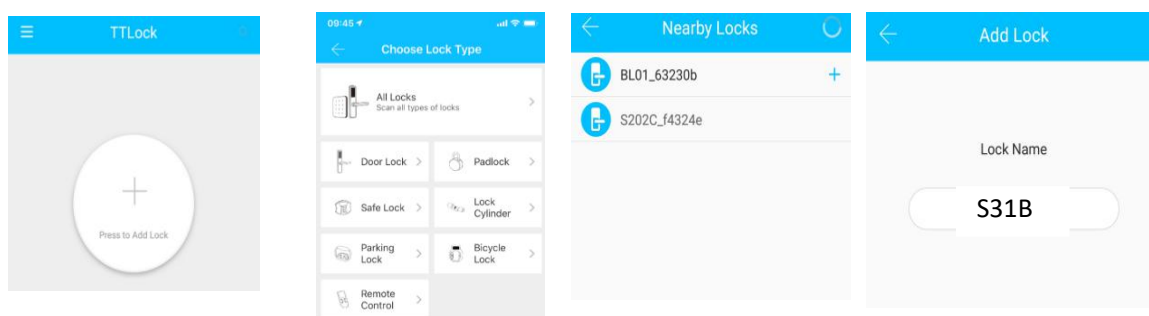 TTLock
Press to Add Lock
09:45
Choose Lock Type
All Locks
Scan all types of locks
Door Lock
Padlock
Safe Lock
Lock
Cylinder
Parking
Lock
Bicycle
Lock
Remote
Control
Nearby Locks
BL01_63230b
S202C_f4324e
Add Lock
Lock Name
S31B